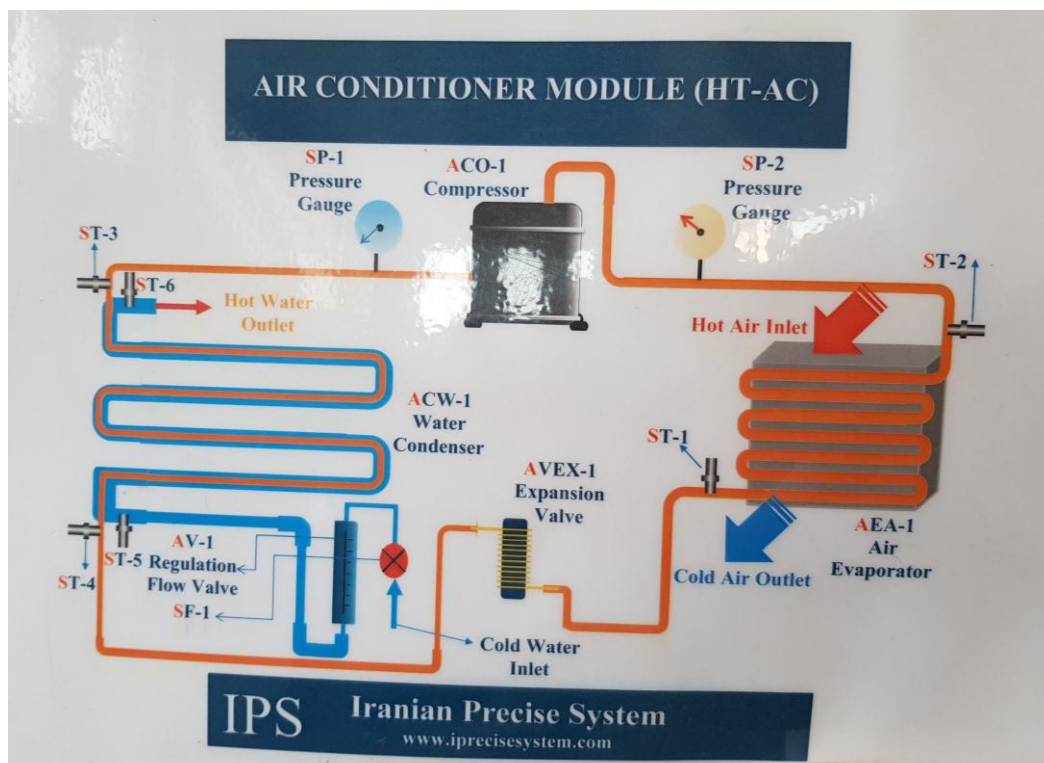 AIR CONDITIONER MODULE (HT-AC)
SP-1
Pressure
Gauge
ACO-1
Compressor
SP-2
Pressure
Gange
ST-3
ST-6
Hot Water
Outlet
ST-2
Hot Air Inlet
ACW-1
Water
Condenser
ST-1
AVEX-1
Expansion
Valve
AEA-1
Air
Evaporator
Cold Air Outlet
ST-5
ST-4
AV-1
Regulation
Flow Valve
SF-1
Cold Water
Inlet
IPS
Iranian Precise System
www.iprecisesystem.com